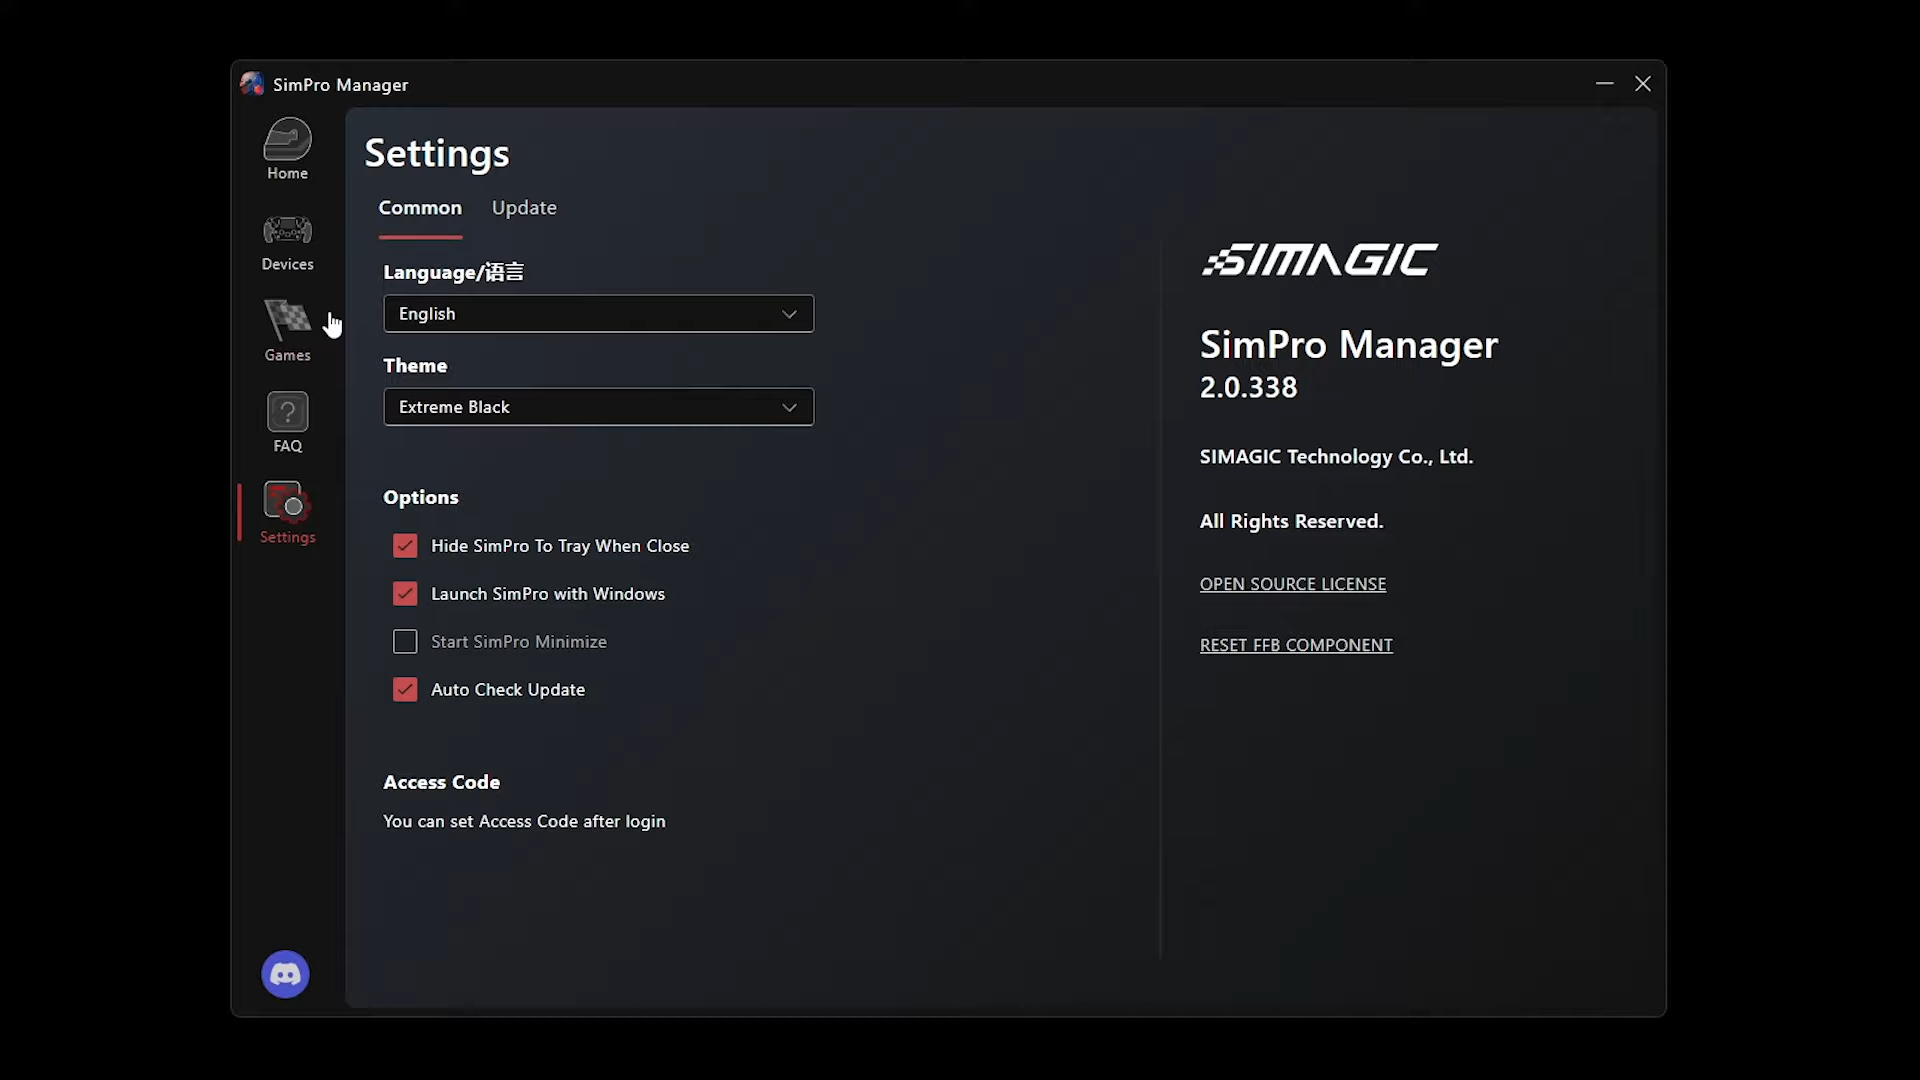 SimPro Manager
Home
Devices
Games
FAQ
Settings
Settings
Common Update
Language/语言
English
Theme
Extreme Black
Options
Hide SimPro To Tray When Close
Launch SimPro with Windows
Start SimPro Minimize
Auto Check Update
Access Code
You can set Access Code after login
SIMAGIC
SimPro Manager
2.0.338
SIMAGIC Technology Co., Ltd.
All Rights Reserved.
OPEN SOURCE LICENSE
RESET FFB COMPONENT